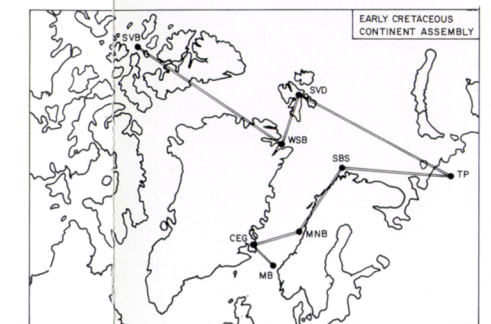 EARLY CRETACEOUS
CONTINENT ASSEMBLY
SVB
SVD
WSB
SBS
TP
CEG
MNB
MB
?